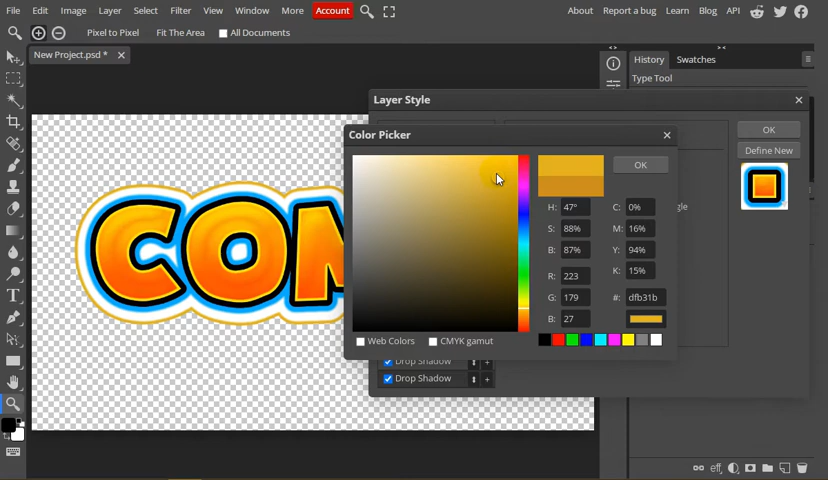 File Edit Image Layer Select Filter View Window More Account About Report a bug Learn Blog API
Pixel to Pixel Fit The Area All Documents
New Project.psd *
History Swatches
Type Tool
Layer Style
OK
Define New
Color Picker
OK
H: 47° C: 0%
S: 88% M: 16%
B: 87% Y: 94%
K: 15%
R: 223
G: 179 #: dfb31b
B: 27
Web Colors CMYK gamut
Drop Shadow
Drop Shadow
gle
CO
eff